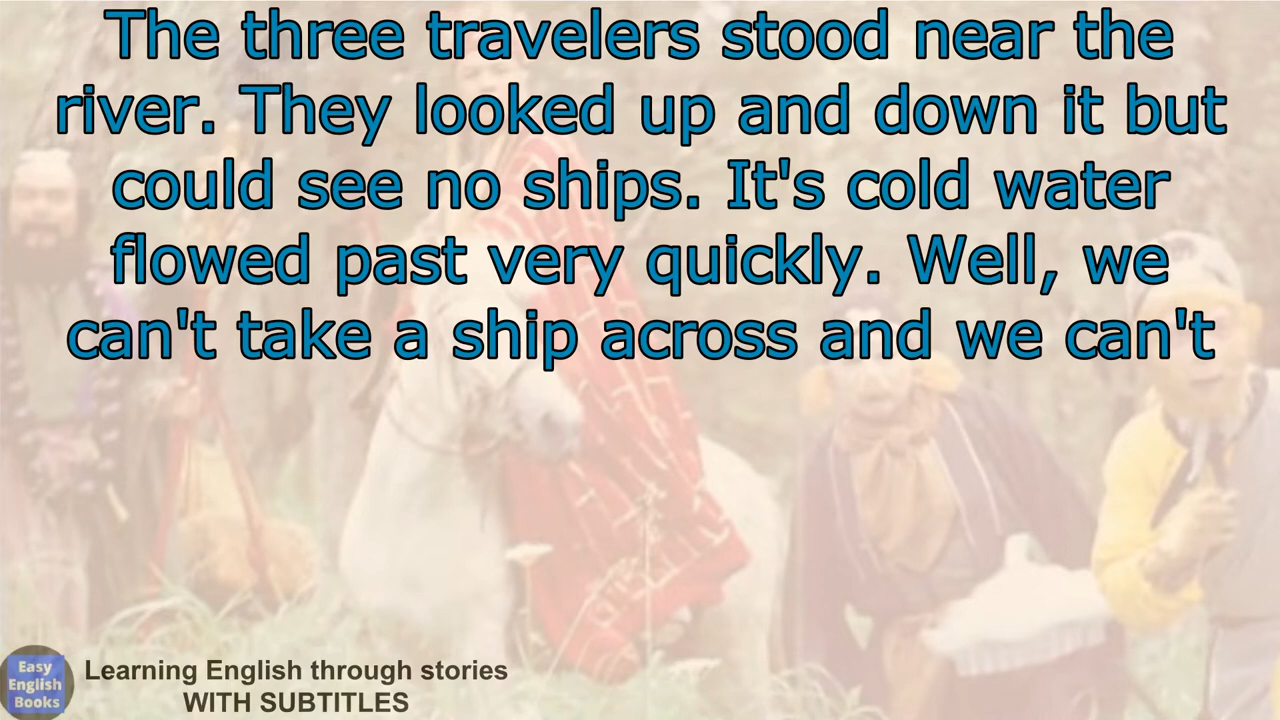 The three travelers stood near the
river. They looked up and down it but
could see no ships. It's cold water
flowed past very quickly. Well, we
can't take a ship across and we can't
Easy
English
Books
Learning English through stories
WITH SUBTITLES